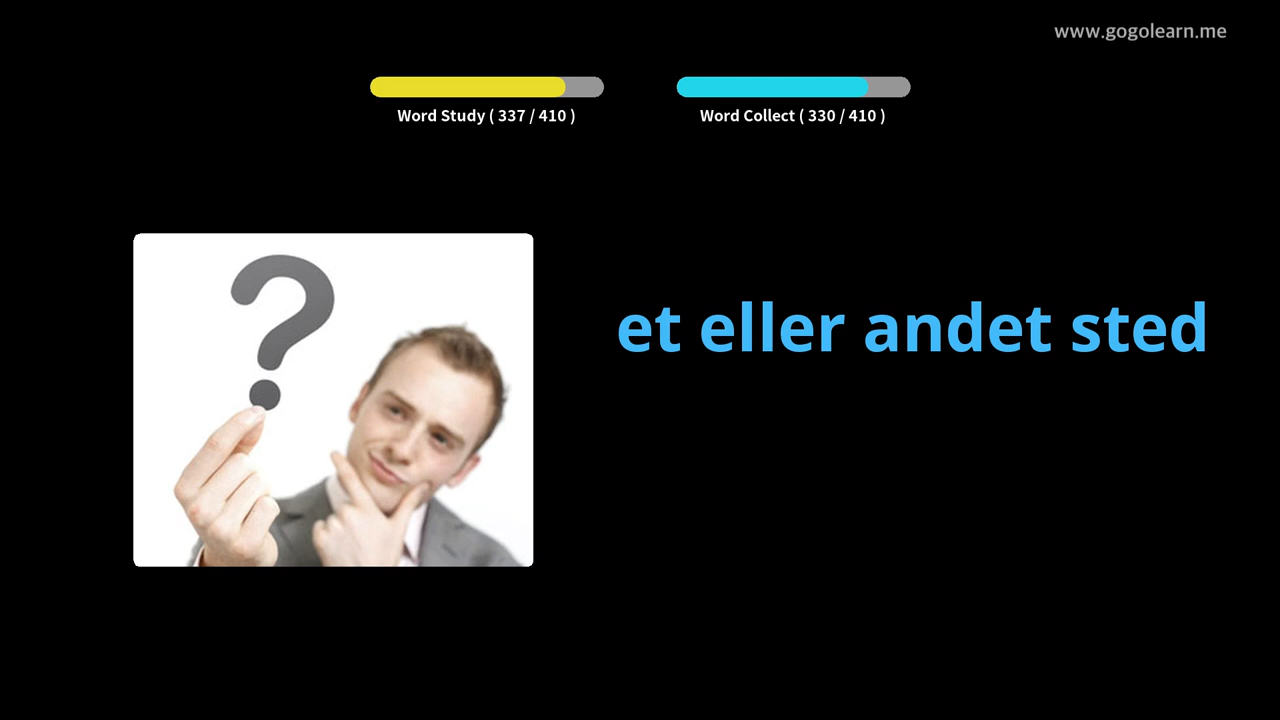 www.gogolearn.me
Word Study ( 337 / 410 )
Word Collect ( 330 / 410 )
?
et eller andet sted